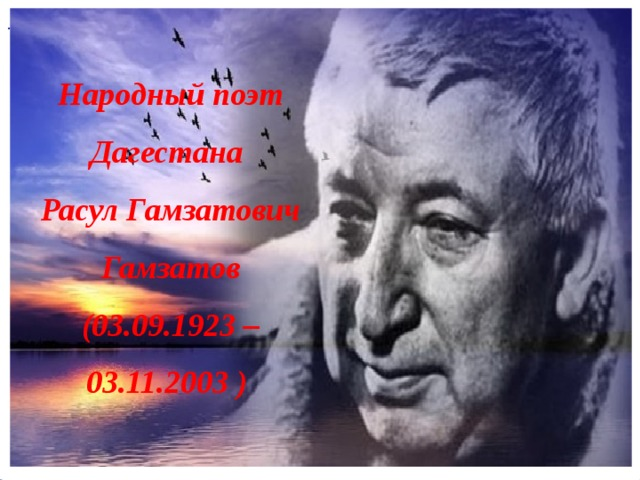 Народный поэт
Дагестана
Расул Гамзатович
Гамзатов
(03.09.1923 –
03.11.2003 )